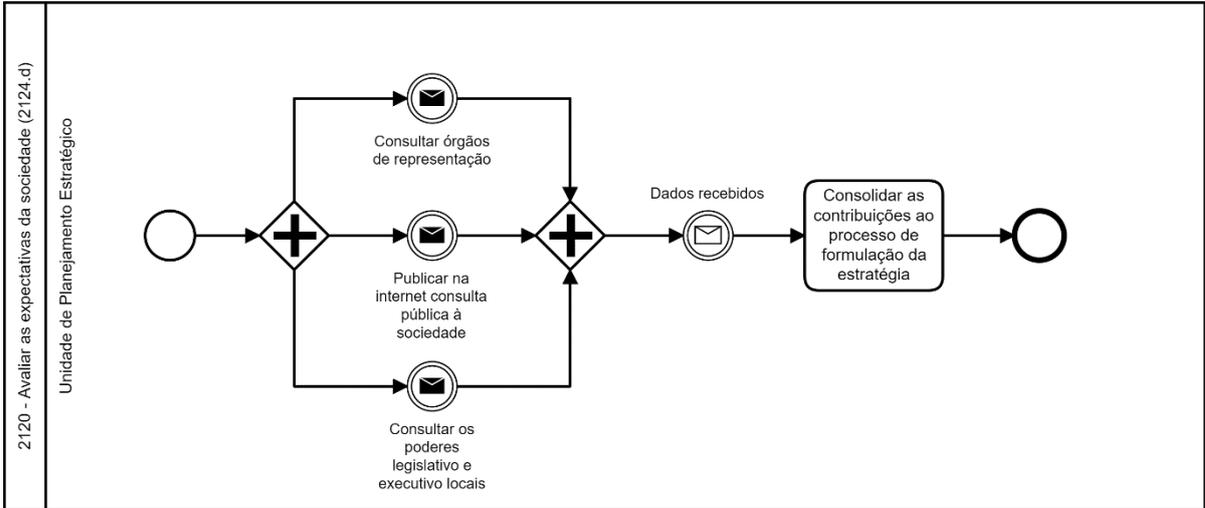 2120 - Avaliar as expectativas da sociedade (2124.d)
Unidade de Planejamento Estratégico
Consultar órgãos
de representação
Publicar na
internet consulta
pública à
sociedade
Consultar os
poderes
legislativo e
executivo locais
Dados recebidos
Consolidar as
contribuições ao
processo de
formulação da
estratégia